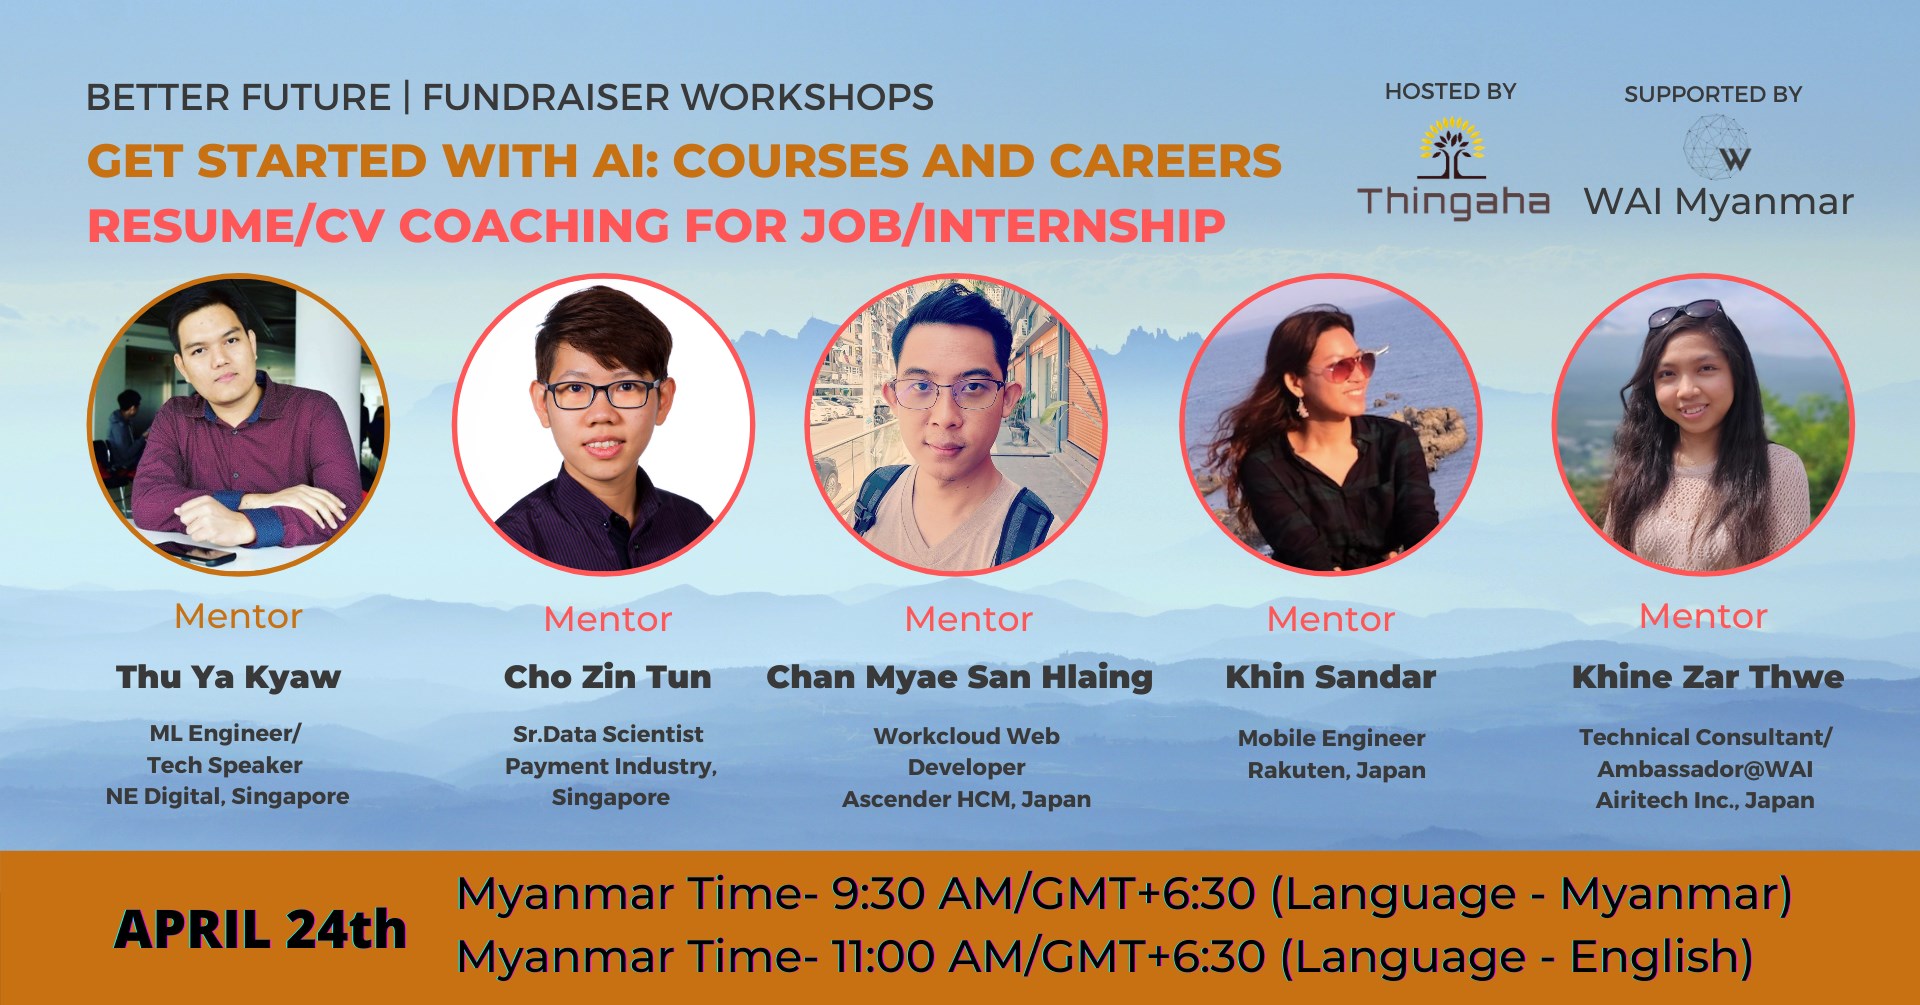 BETTER FUTURE | FUNDRAISER WORKSHOPS
GET STARTED WITH AI: COURSES AND CAREERS
RESUME/CV COACHING FOR JOB/INTERNSHIP
HOSTED BY
Thingaha
SUPPORTED BY
W
WAI Myanmar
Mentor
Thu Ya Kyaw
ML Engineer/
Tech Speaker
NE Digital, Singapore
Mentor
Cho Zin Tun
Sr.Data Scientist
Payment Industry,
Singapore
Mentor
Chan Myae San Hlaing
Workcloud Web
Developer
Ascender HCM, Japan
Mentor
Khin Sandar
Mobile Engineer
Rakuten, Japan
Mentor
Khine Zar Thwe
Technical Consultant/
Ambassador@WAI
Airitech Inc., Japan
APRIL 24th
Myanmar Time- 9:30 AM/GMT+6:30 (Language - Myanmar)
Myanmar Time- 11:00 AM/GMT+6:30 (Language - English)